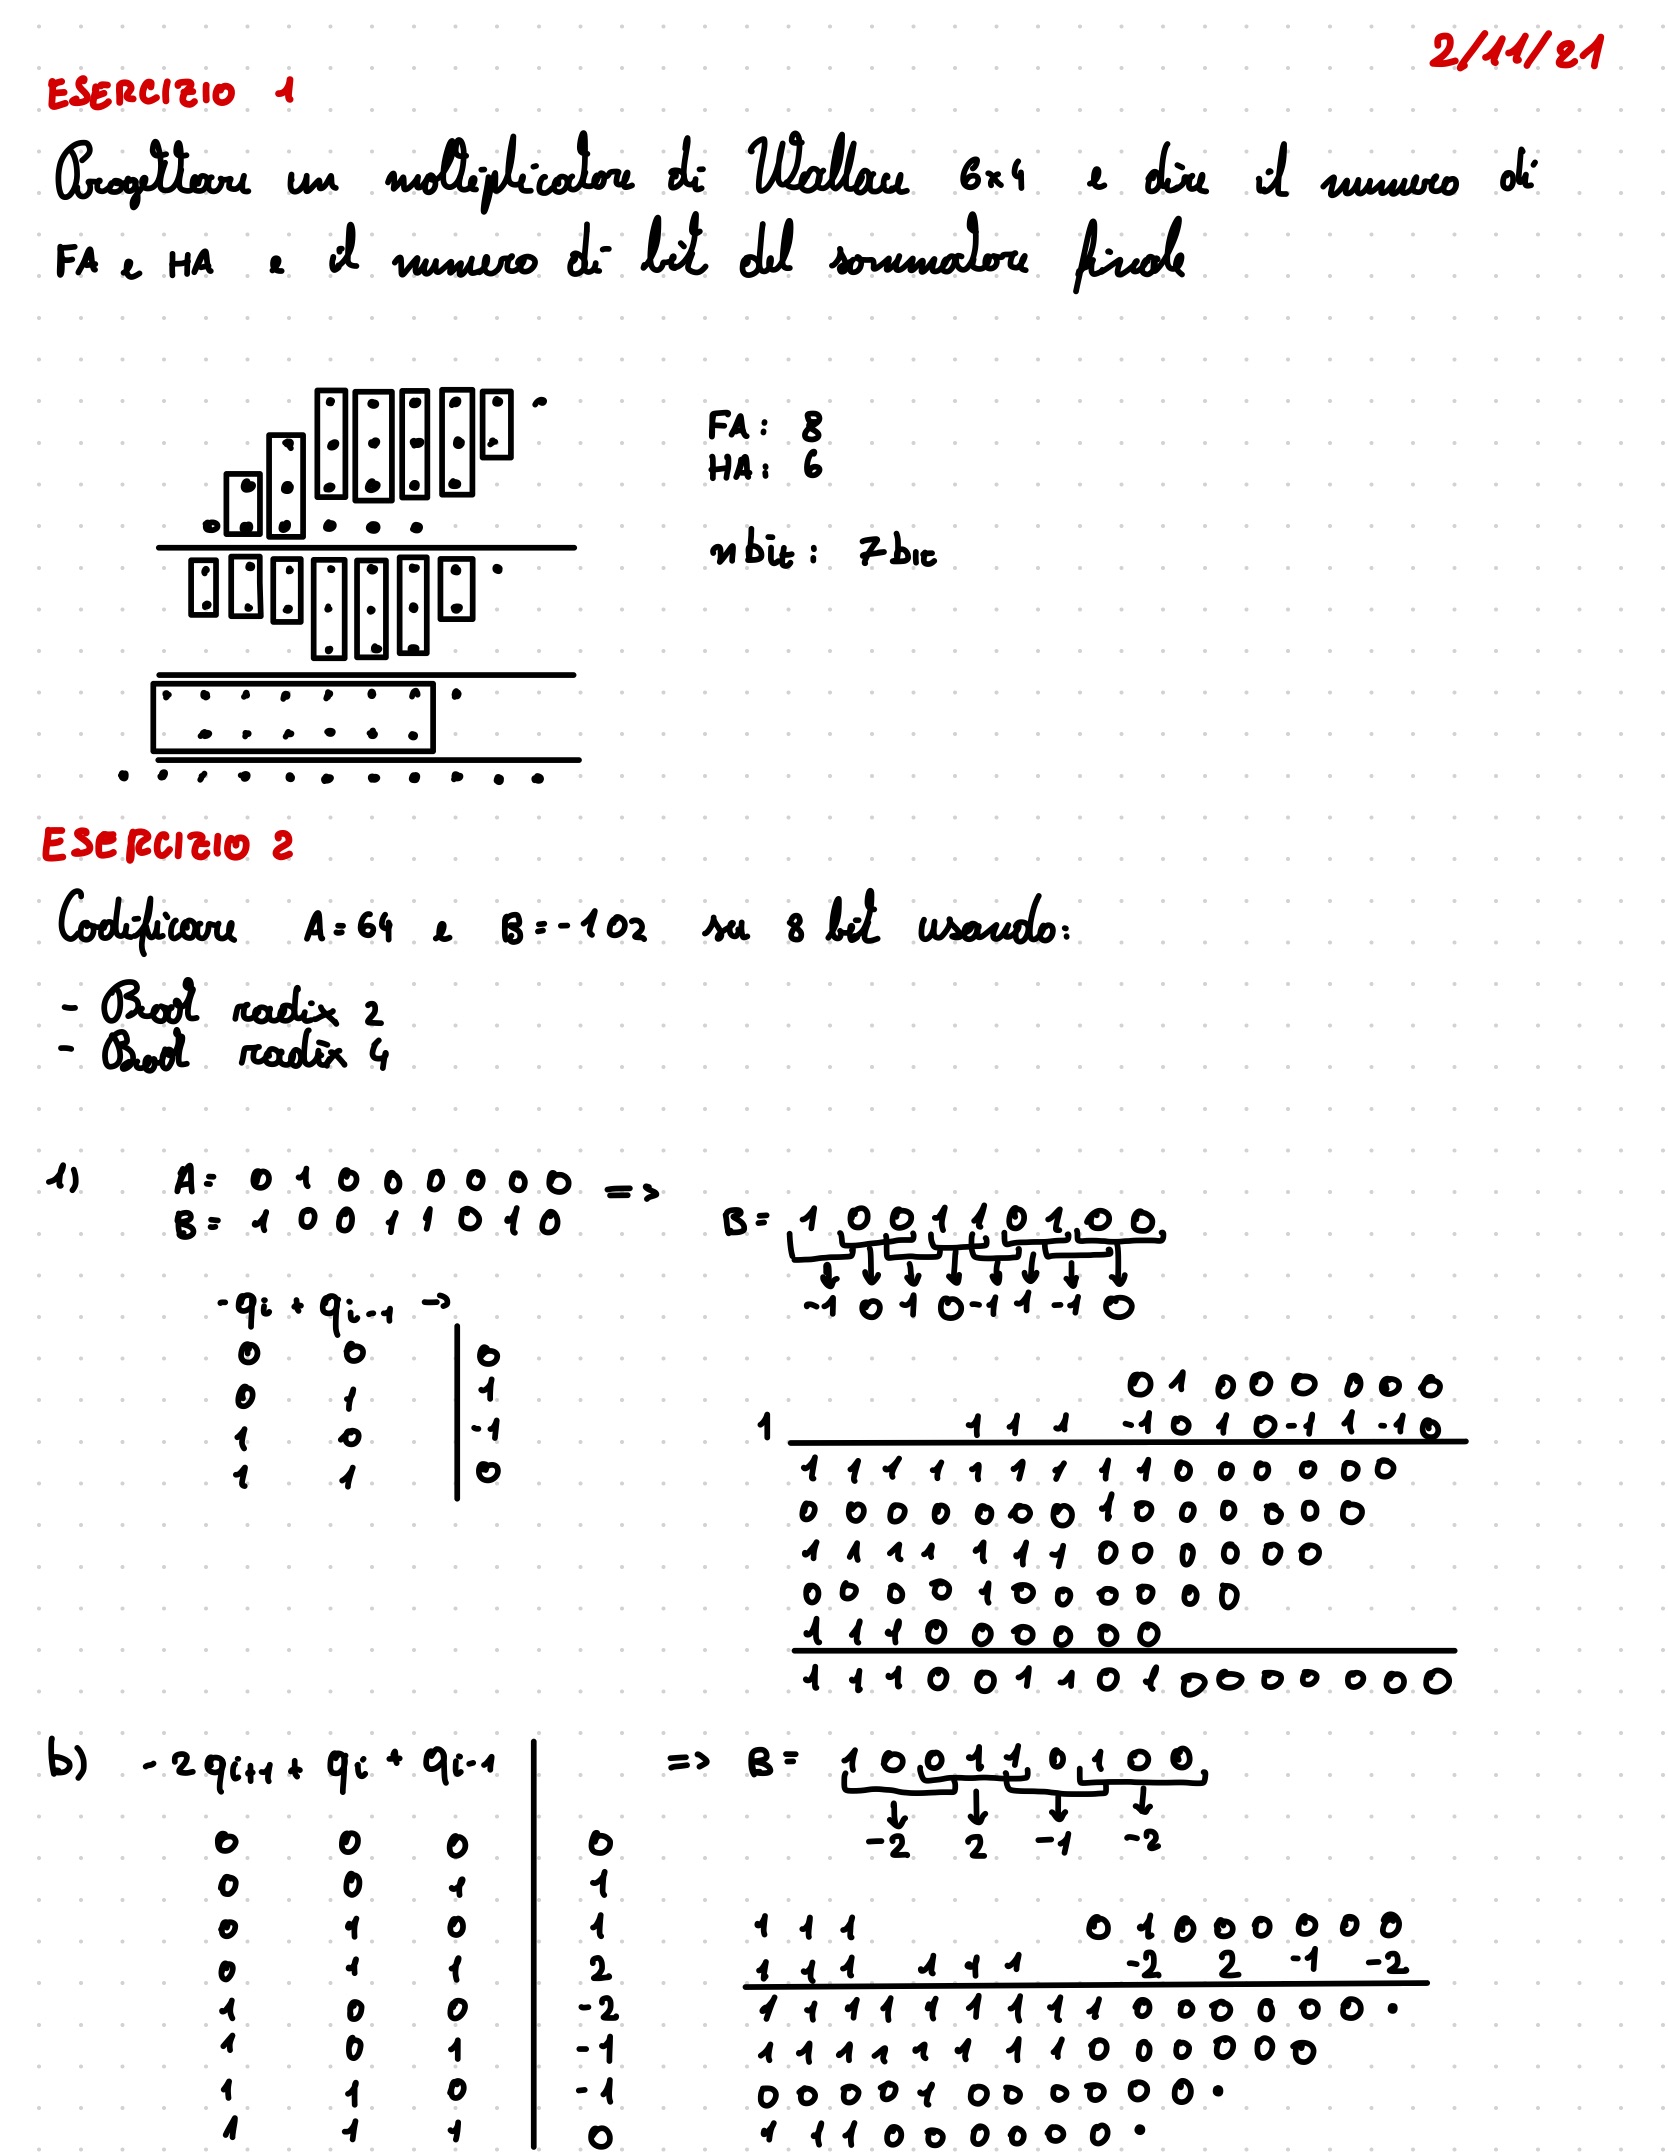 2/11/21
ESERCIZIO 1
Progettare un moltiplicatore di Wallace 6x4 e dire il numero di
FA e HA e il numero di bit del sommatore finale
FA: 8
HA: 6
nbit: 7bit
ESERCIZIO 2
Codificare A=64 e B=-102 su 8 bit usando:
- Boot radix 2
- Boot radix 4
1) A= 0 1 0 0 0 0 0 0 =>
B= 1 0 0 1 1 0 1 0
B= 1 0 0 1 1 0 1 0 0
-1 0 1 0 -1 1 -1 0
-qi + qi-1 ->
0 0 0
0 1 1
1 0 -1
1 1 0
0 1 0 0 0 0 0 0
1 1 1 1 -1 0 1 0 -1 1 -1 0
1 1 1 1 1 1 1 1 1 0 0 0 0 0 0
0 0 0 0 0 0 0 1 0 0 0 0 0 0
1 1 1 1 1 1 1 0 0 0 0 0 0
0 0 0 0 1 0 0 0 0 0 0
1 1 1 0 0 0 0 0 0
1 1 1 0 0 1 1 0 1 0 0 0 0 0 0 0
b) -2qi+1 + qi + qi-1 => B= 1 0 0 1 1 0 1 0 0
-2 2 -1 -2
0 0 0 0
0 0 1 1
0 1 0 1
0 1 1 2
1 0 0 -2
1 0 1 -1
1 1 0 -1
1 1 1 0
1 1 1 0 1 0 0 0 0 0 0
1 1 1 1 1 1 -2 2 -1 -2
1 1 1 1 1 1 1 1 1 0 0 0 0 0 0 .
1 1 1 1 1 1 1 1 0 0 0 0 0 0
0 0 0 0 1 0 0 0 0 0 0 .
1 1 1 0 0 0 0 0 0 .